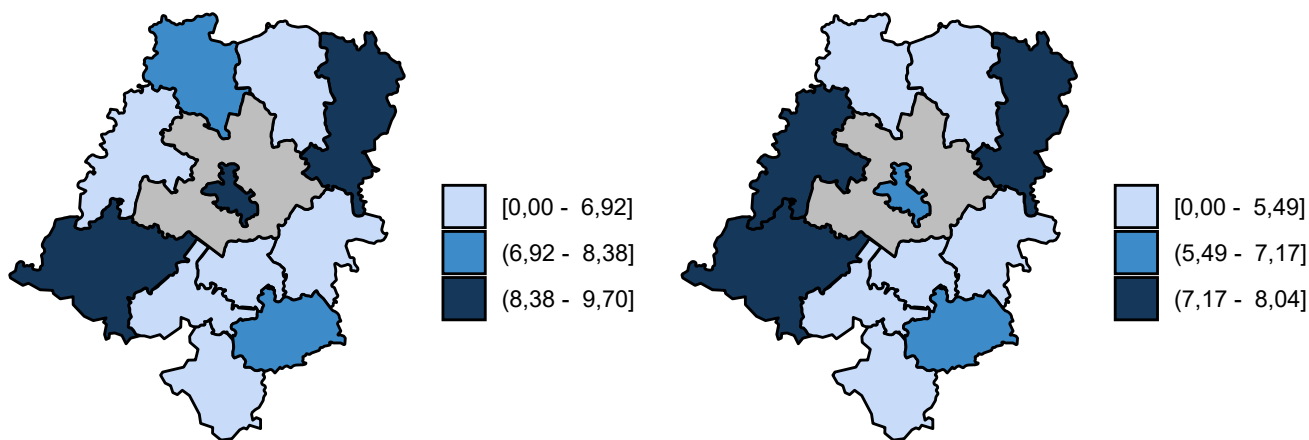 [0,00 - 6,92]
(6,92 - 8,38]
(8,38 - 9,70]
[0,00 - 5,49]
(5,49 - 7,17]
(7,17 - 8,04]